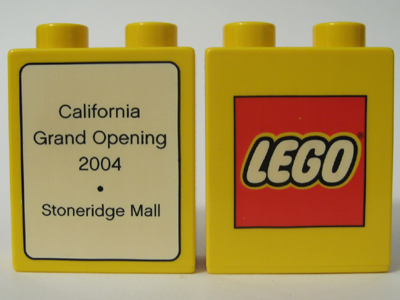 California
Grand Opening
2004
•
Stoneridge Mall
LEGO®